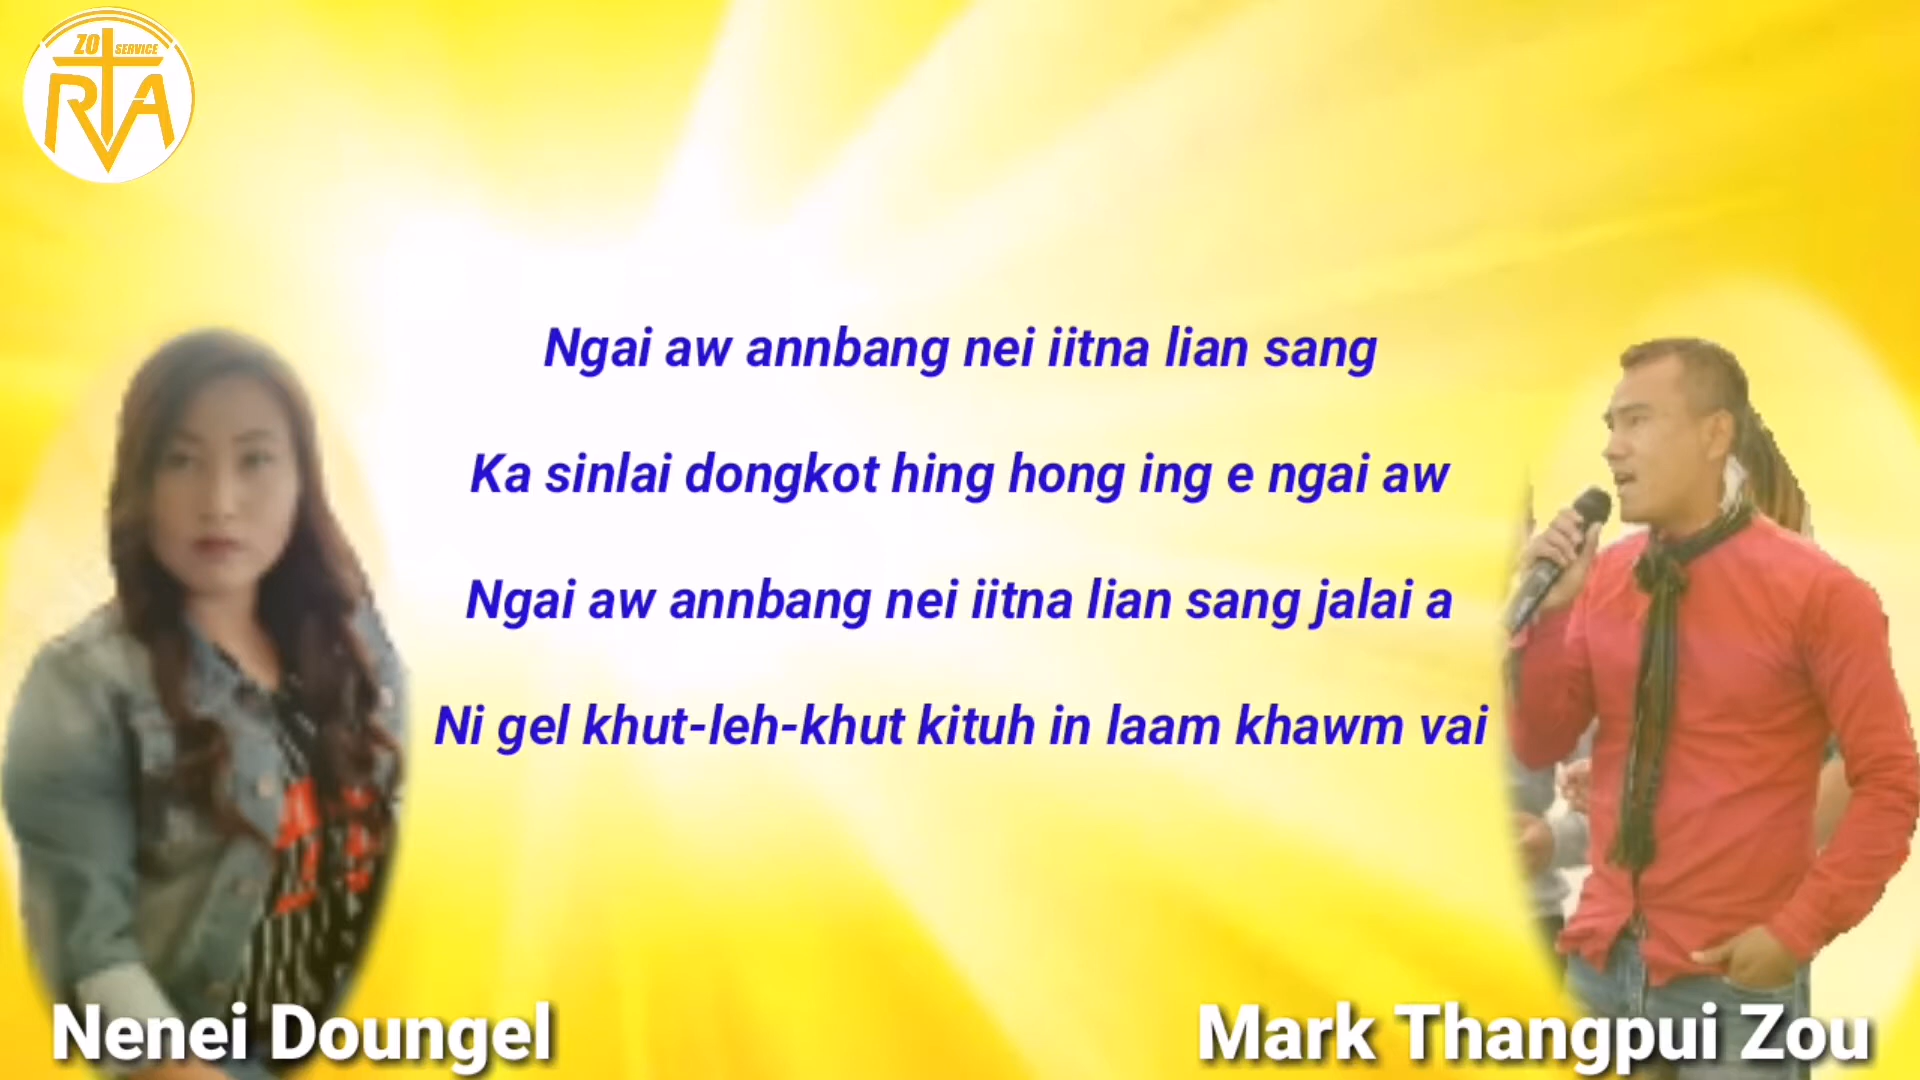 ZO SERVICE
RTA
Ngai aw annbang nei iitna lian sang
Ka sinlai dongkot hing hong ing e ngai aw
Ngai aw annbang nei iitna lian sang jalai a
Ni gel khut-leh-khut kituh in laam khawm vai
Nenei Doungel
Mark Thangpui Zou